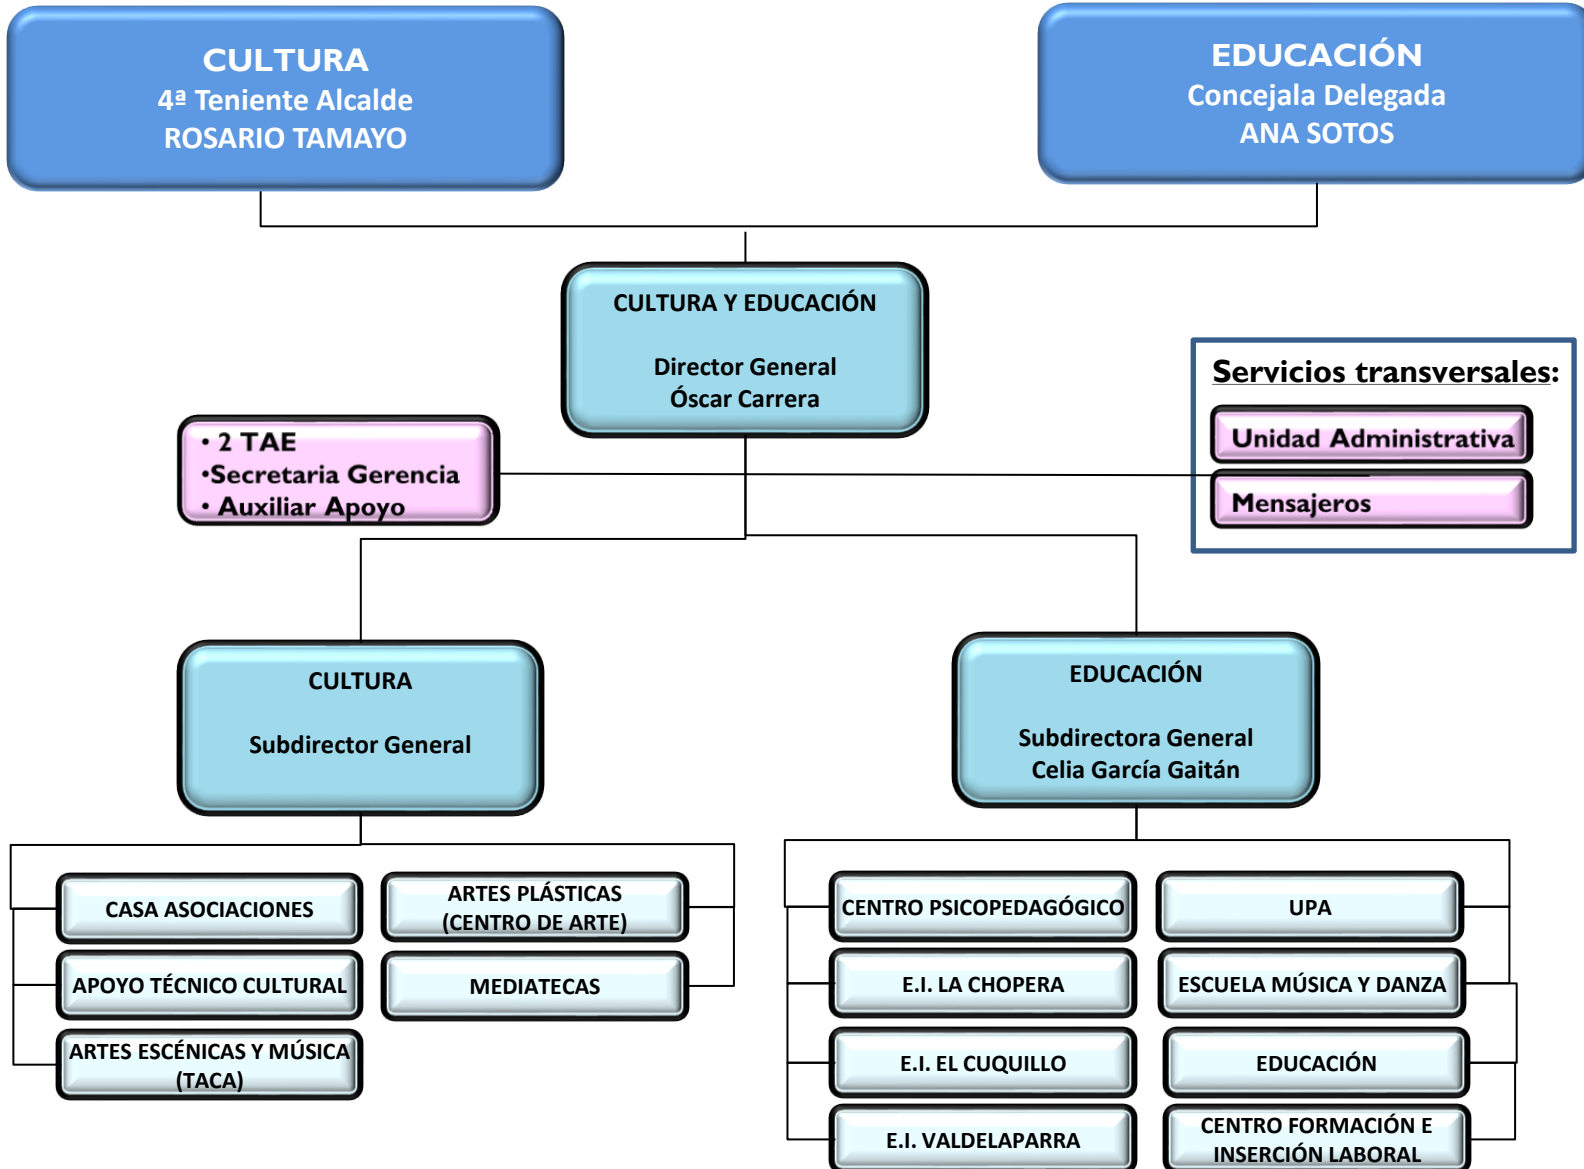 CULTURA
4ª Teniente Alcalde
ROSARIO TAMAYO
EDUCACIÓN
Concejala Delegada
ANA SOTOS
CULTURA Y EDUCACIÓN
Director General
Óscar Carrera
• 2 TAE
•Secretaria Gerencia
• Auxiliar Apoyo
Servicios transversales:
Unidad Administrativa
Mensajeros
CULTURA
Subdirector General
EDUCACIÓN
Subdirectora General
Celia García Gaitán
CASA ASOCIACIONES
APOYO TÉCNICO CULTURAL
ARTES ESCÉNICAS Y MÚSICA
(TACA)
ARTES PLÁSTICAS
(CENTRO DE ARTE)
MEDIATECAS
CENTRO PSICOPEDAGÓGICO
E.I. LA CHOPERA
E.I. EL CUQUILLO
E.I. VALDELAPARRA
UPA
ESCUELA MÚSICA Y DANZA
EDUCACIÓN
CENTRO FORMACIÓN E
INSERCIÓN LABORAL